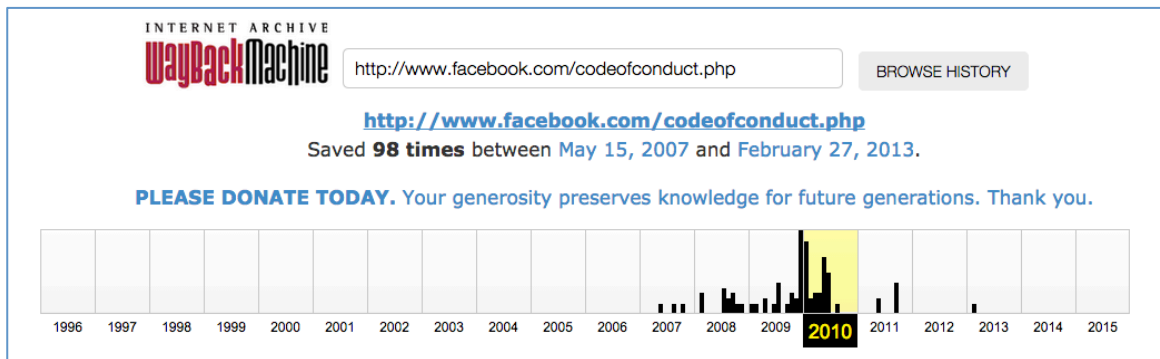 INTERNET ARCHIVE
WayBackMachine
http://www.facebook.com/codeofconduct.php
BROWSE HISTORY
http://www.facebook.com/codeofconduct.php
Saved 98 times between May 15, 2007 and February 27, 2013.
PLEASE DONATE TODAY. Your generosity preserves knowledge for future generations. Thank you.
1996 1997 1998 1999 2000 2001 2002 2003 2004 2005 2006 2007 2008 2009 2010 2011 2012 2013 2014 2015